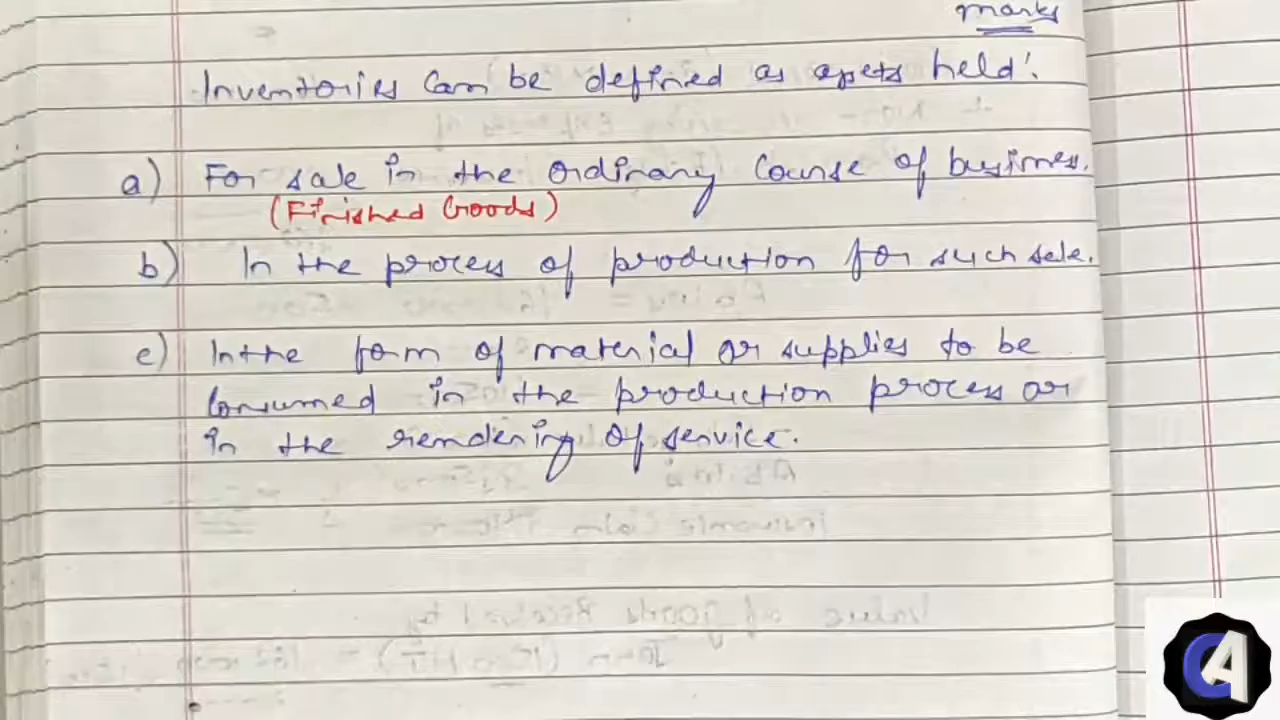 marks
Inventories can be defined as assets held:
a) For sale in the ordinary course of business.
(Finished Goods)
b) In the process of production for such sale.
c) In the form of material or supplies to be
consumed in the production process or
in the rendering of service.
CA